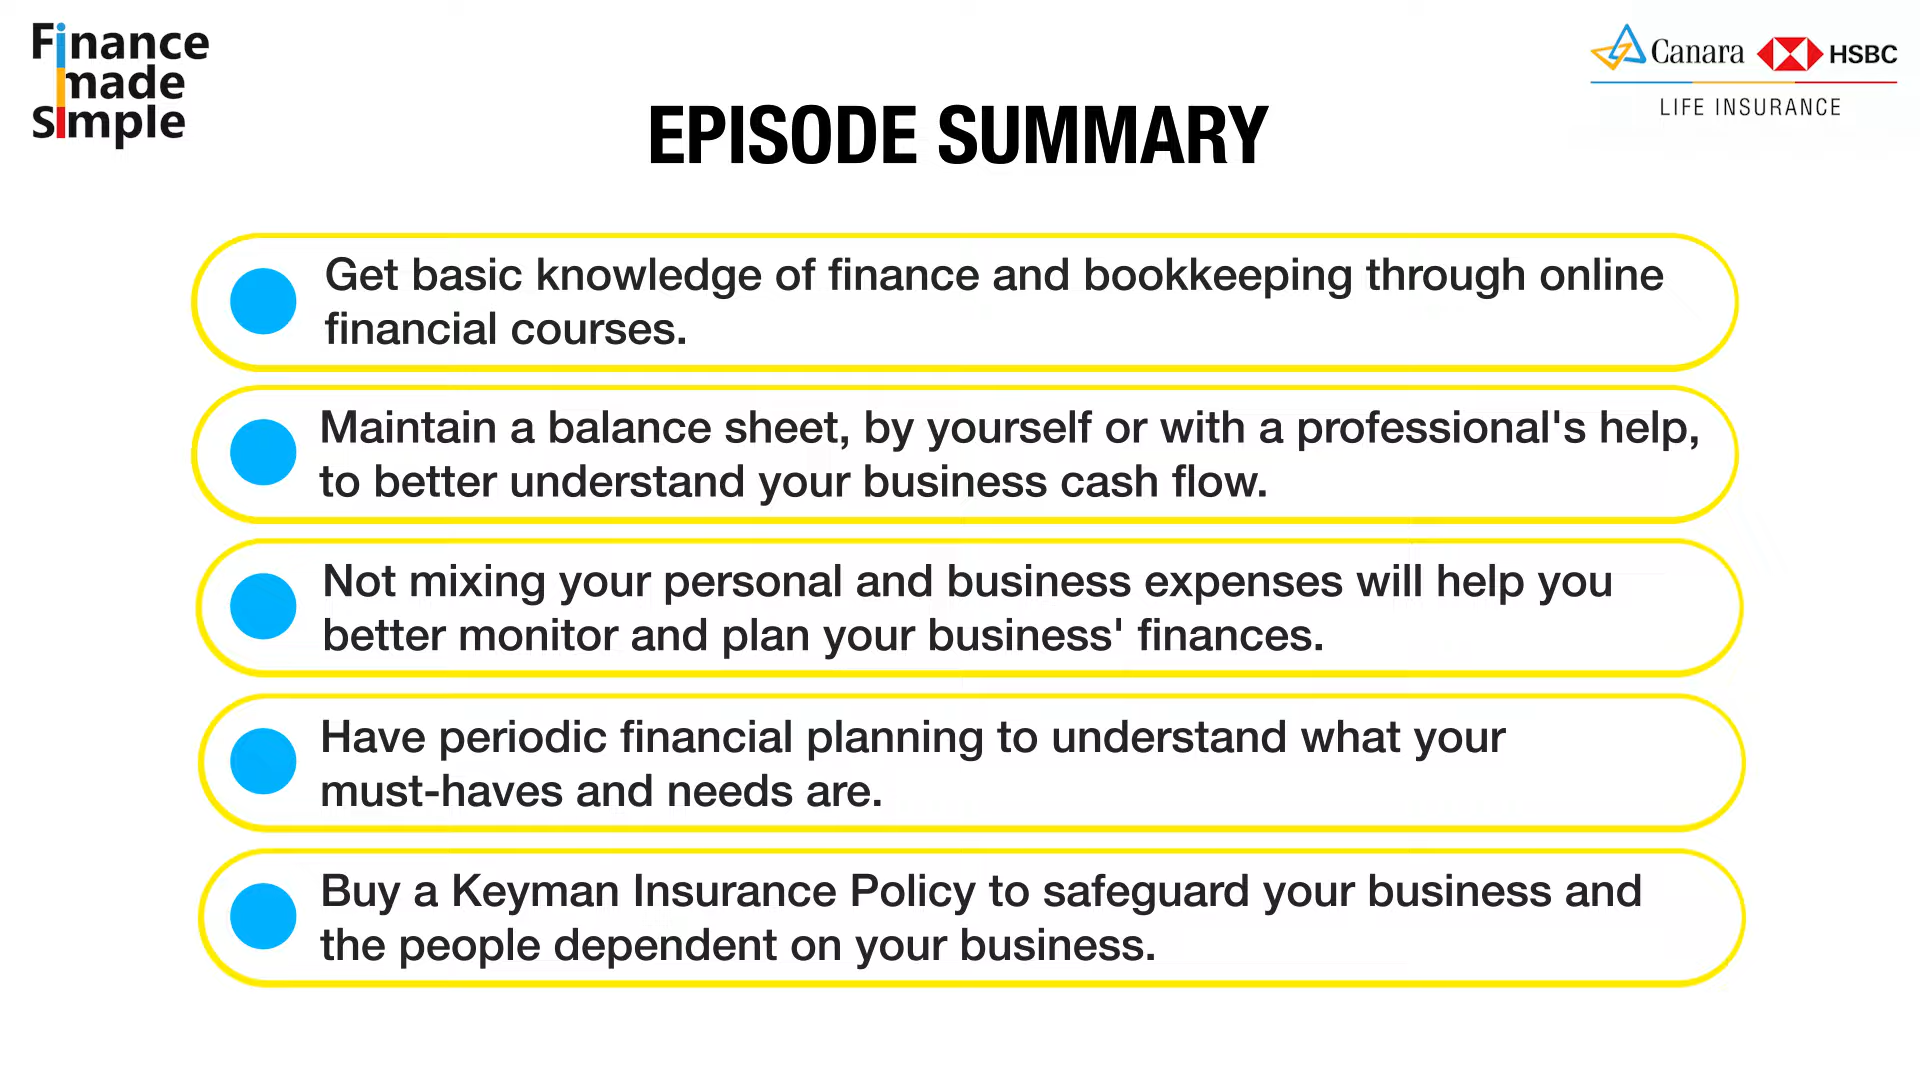 Finance
made
sImple
Canara HSBC
LIFE INSURANCE
EPISODE SUMMARY
Get basic knowledge of finance and bookkeeping through online
financial courses.
Maintain a balance sheet, by yourself or with a professional's help,
to better understand your business cash flow.
Not mixing your personal and business expenses will help you
better monitor and plan your business' finances.
Have periodic financial planning to understand what your
must-haves and needs are.
Buy a Keyman Insurance Policy to safeguard your business and
the people dependent on your business.